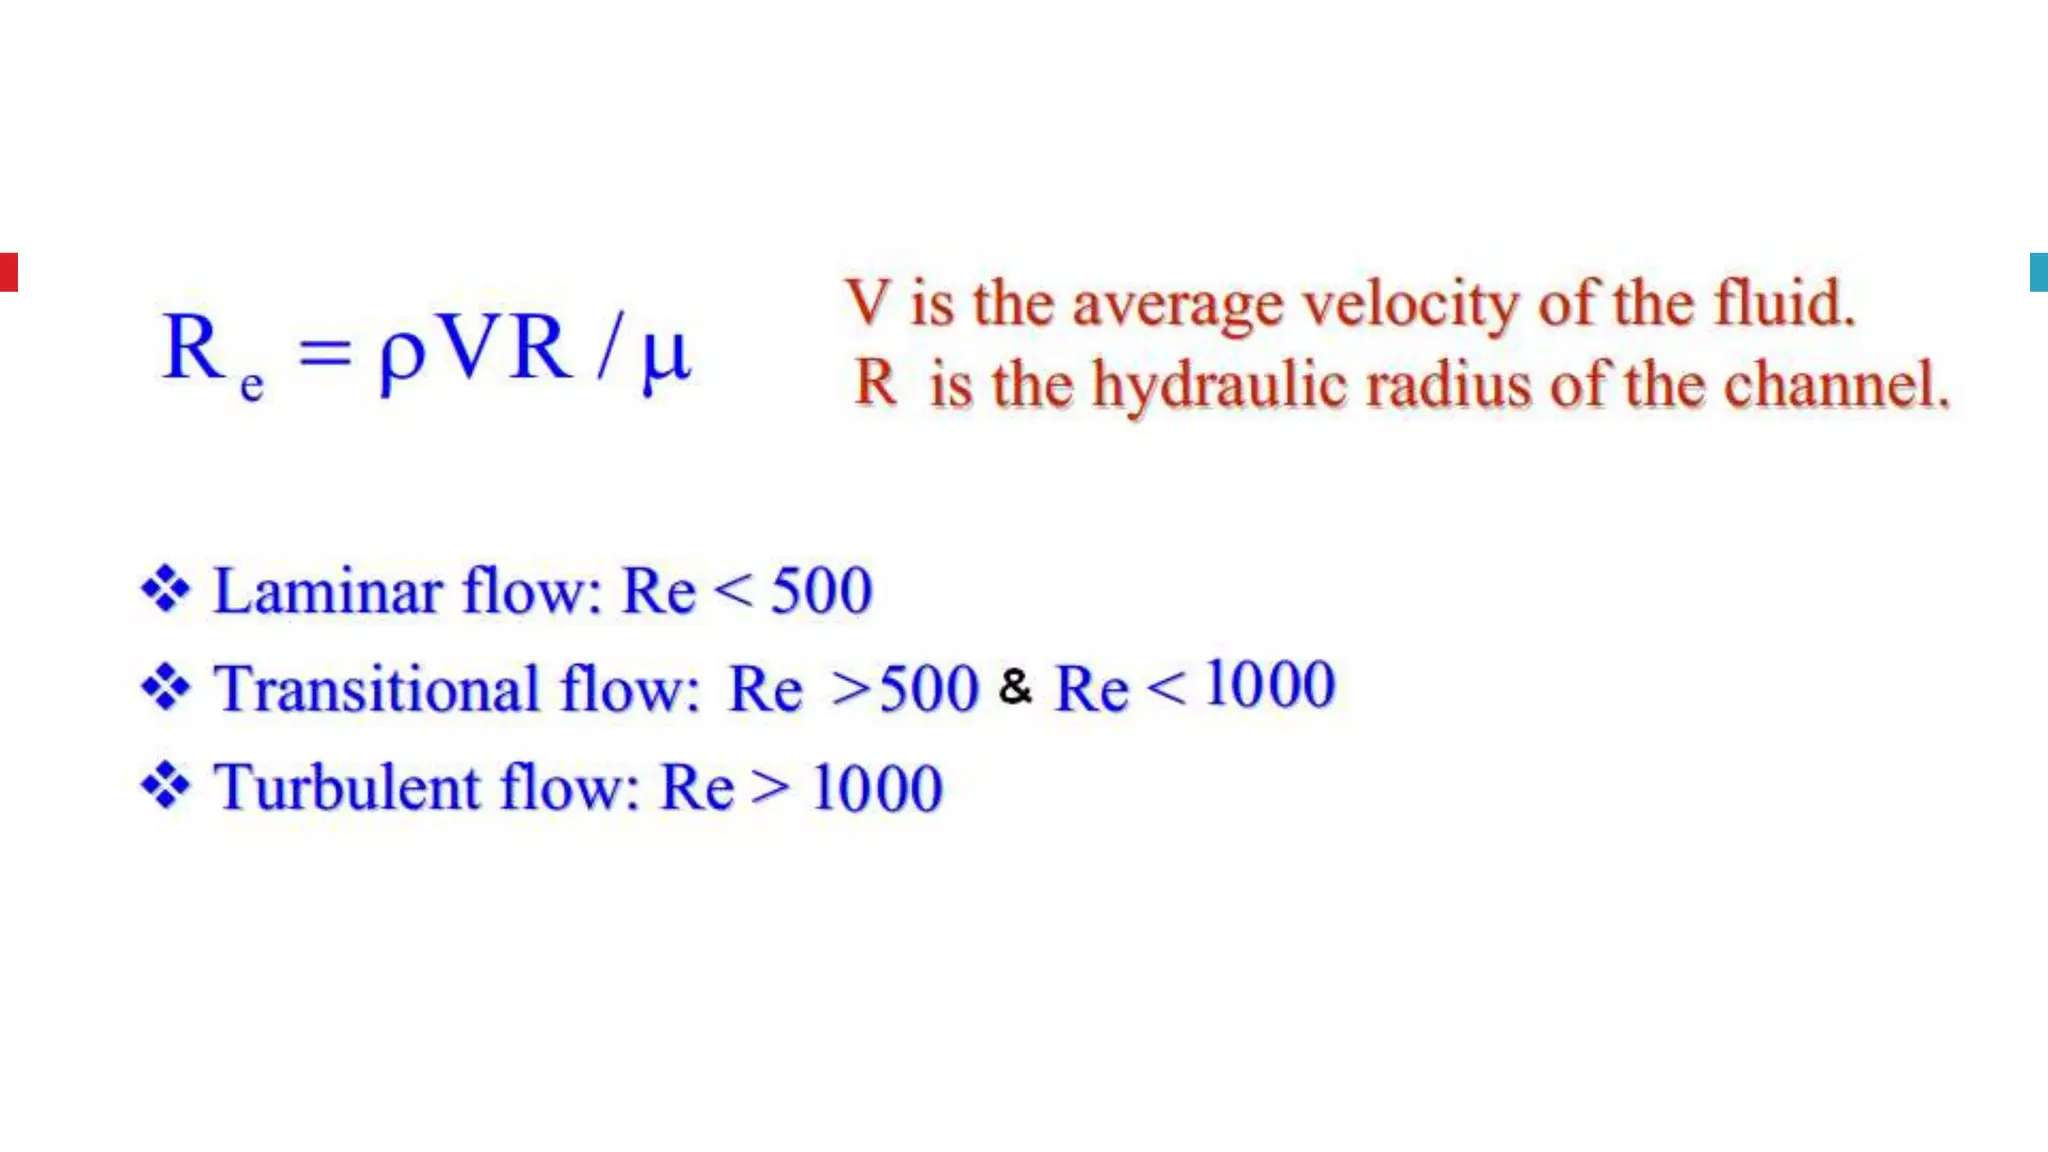 R e = ρVR / μ
V is the average velocity of the fluid.
R is the hydraulic radius of the channel.
❖ Laminar flow: Re < 500
❖ Transitional flow: Re >500 & Re < 1000
❖ Turbulent flow: Re > 1000